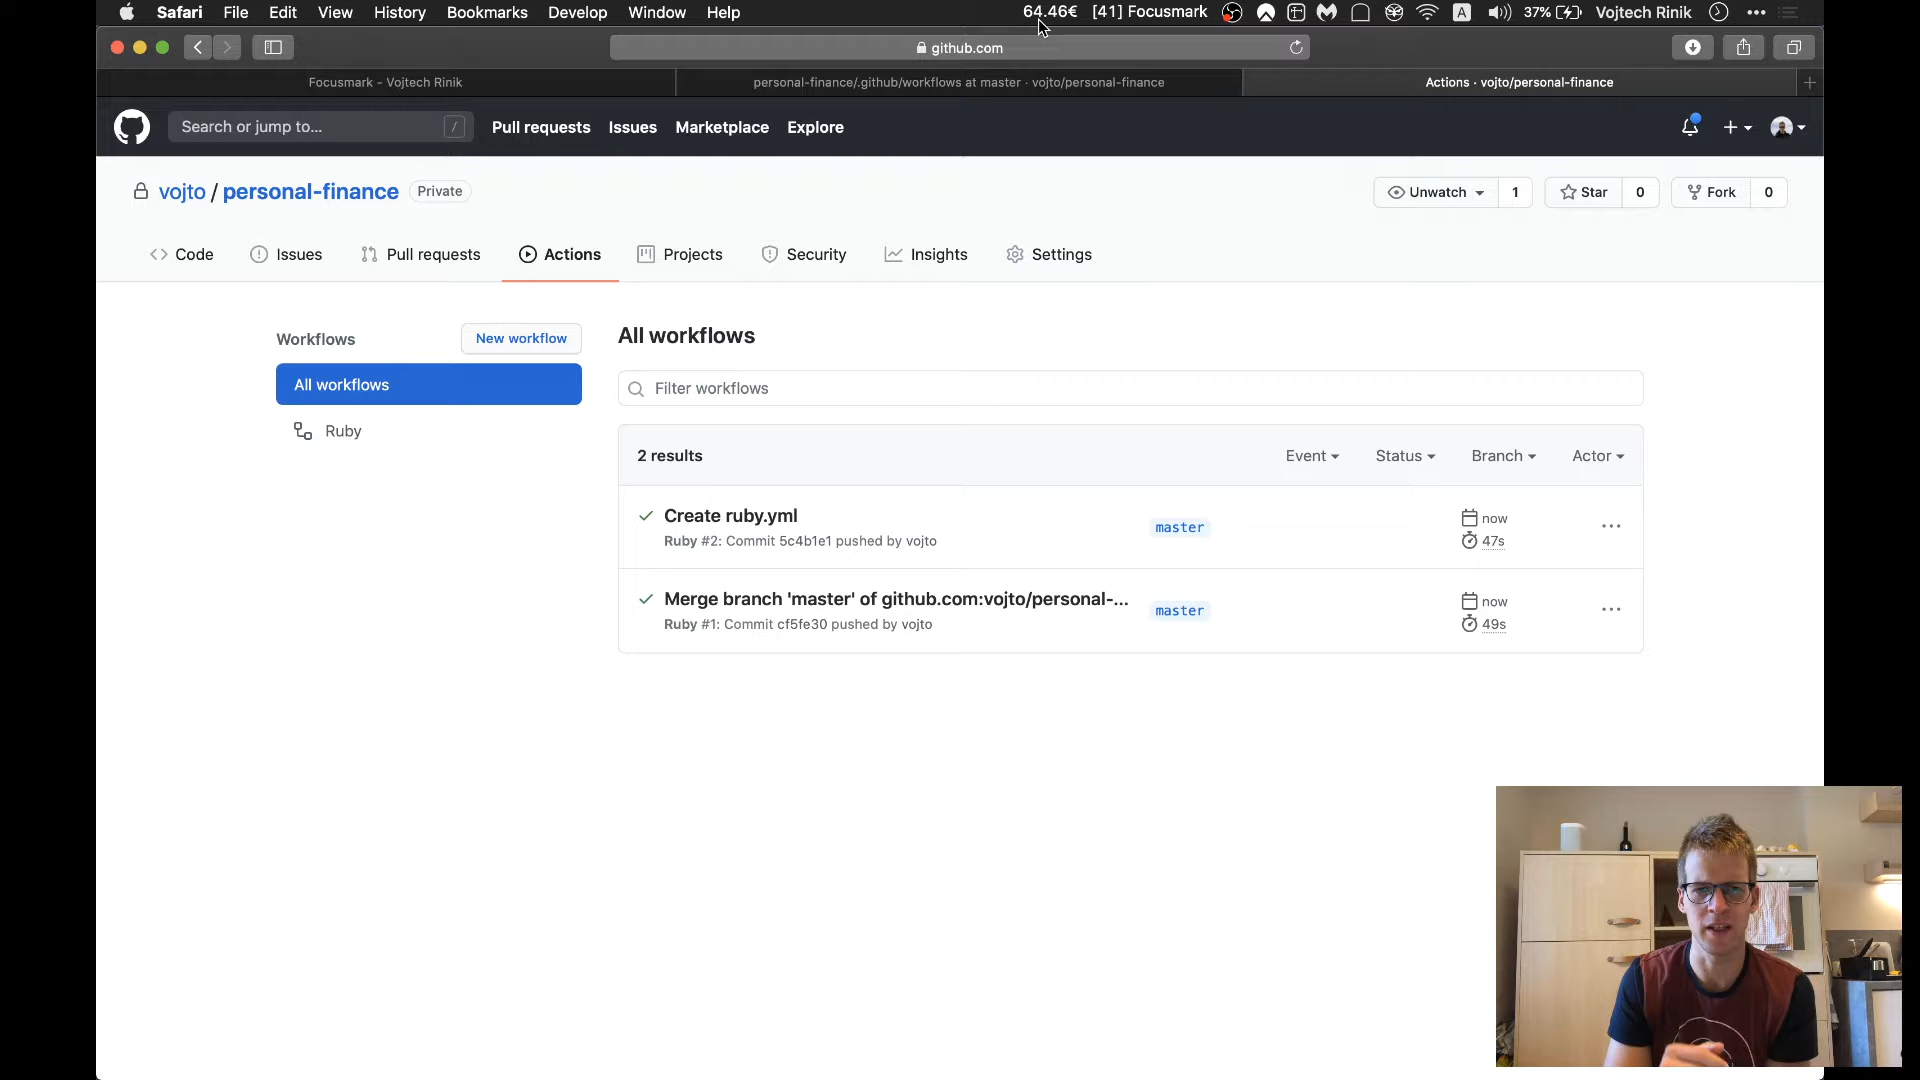 Safari File Edit View History Bookmarks Develop Window Help 64.46€ [41] Focusmark A 37% Vojtech Rinik
github.com
Focusmark - Vojtech Rinik personal-finance/.github/workflows at master · vojto/personal-finance Actions · vojto/personal-finance
Search or jump to... / Pull requests Issues Marketplace Explore
vojto / personal-finance Private Unwatch 1 Star 0 Fork 0
Code Issues Pull requests Actions Projects Security Insights Settings
Workflows New workflow All workflows
All workflows Filter workflows
Ruby
2 results Event Status Branch Actor
Create ruby.yml master now
Ruby #2: Commit 5c4b1e1 pushed by vojto 47s
Merge branch 'master' of github.com:vojto/personal-... master now
Ruby #1: Commit cf5fe30 pushed by vojto 49s